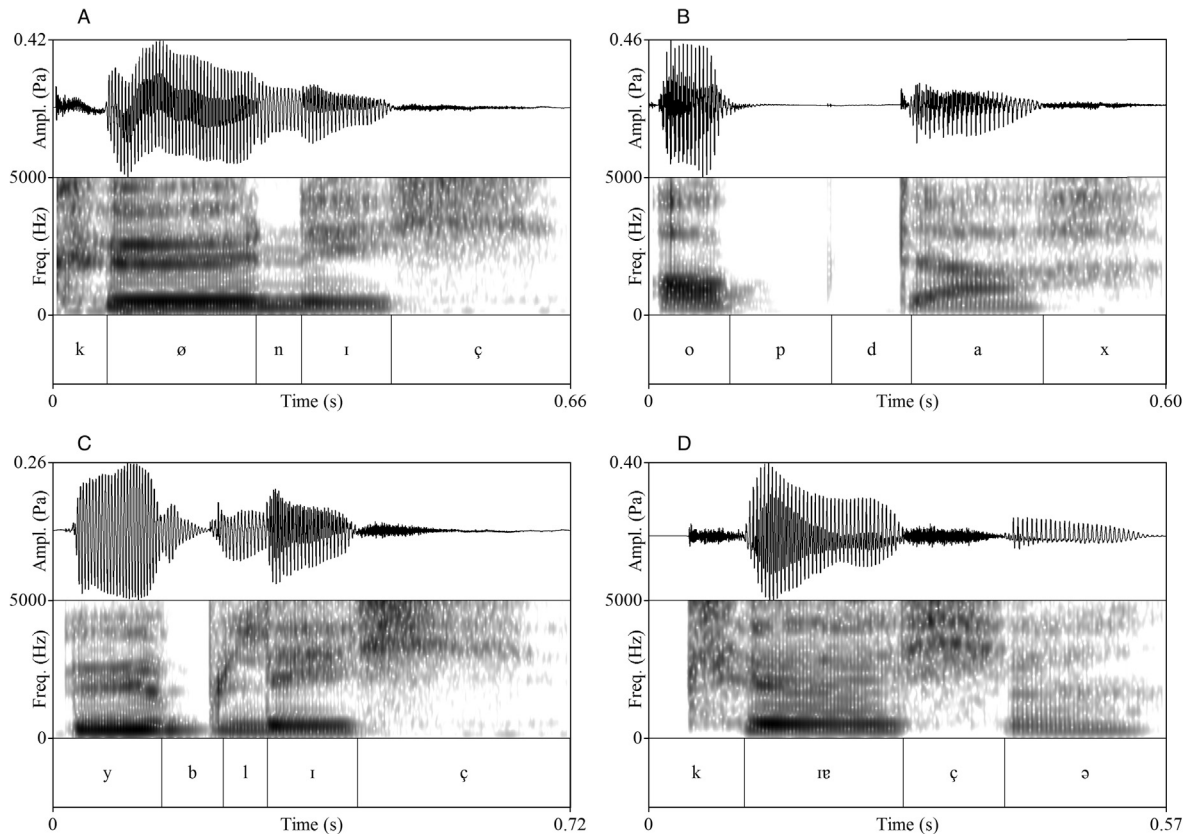 A
0.42
Ampl. (Pa)
5000
Freq. (Hz)
0
k ø n ɪ ç
0 Time (s) 0.66
B
0.46
Ampl. (Pa)
5000
Freq. (Hz)
0
o p d a x
0 Time (s) 0.60
C
0.26
Ampl. (Pa)
5000
Freq. (Hz)
0
y b l ɪ ç
0 Time (s) 0.72
D
0.40
Ampl. (Pa)
5000
Freq. (Hz)
0
k ɪɐ ç ə
0 Time (s) 0.57